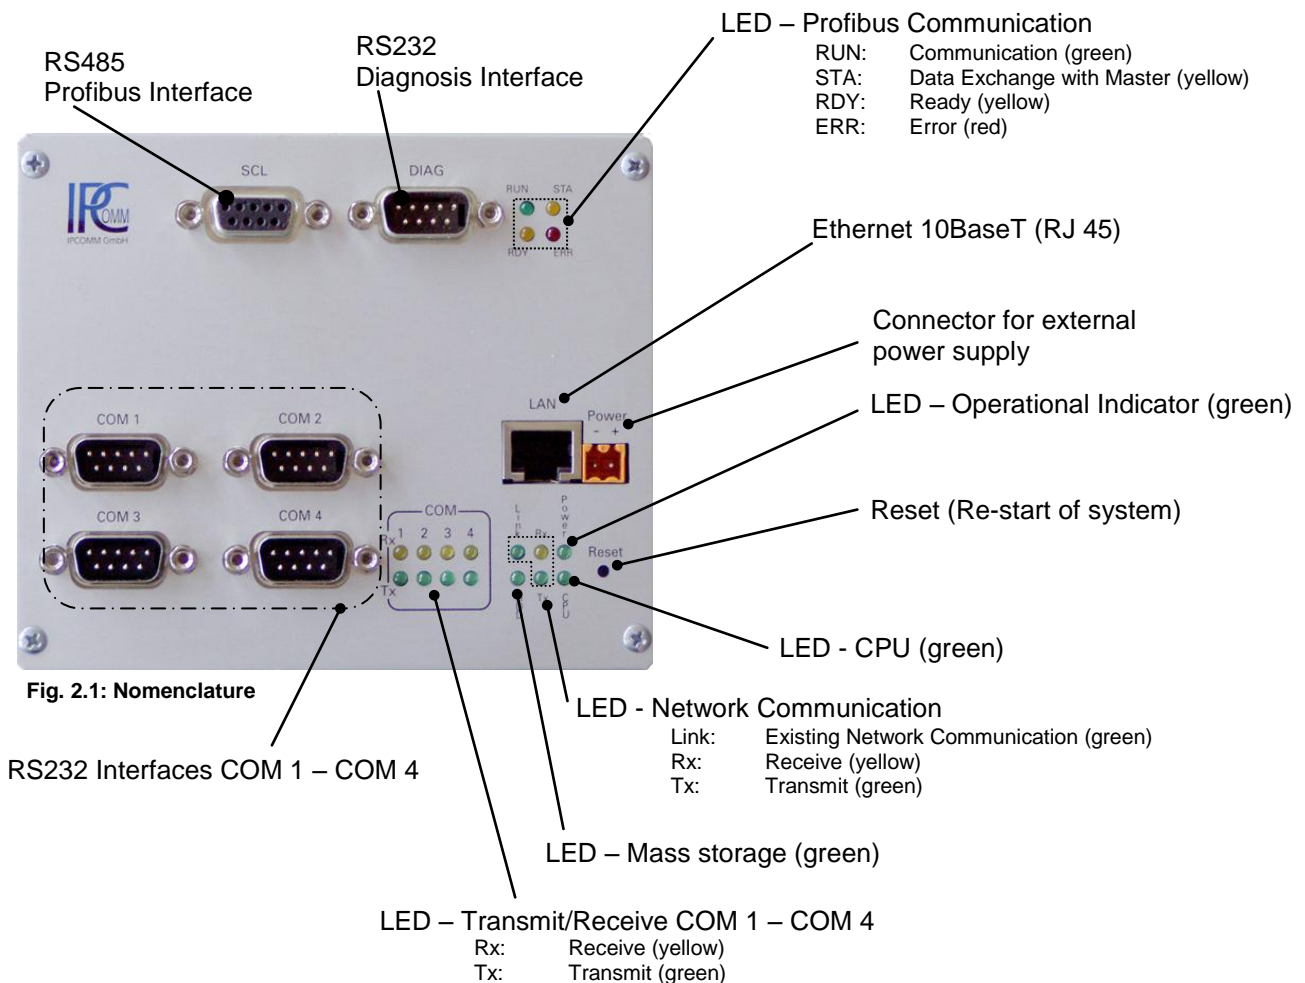 LED – Profibus Communication
RUN: Communication (green)
STA: Data Exchange with Master (yellow)
RDY: Ready (yellow)
ERR: Error (red)
RS485
Profibus Interface
RS232
Diagnosis Interface
SCL
DIAG
RUN STA
RDY ERR
IPCOMM
IPCOMM GmbH
Ethernet 10BaseT (RJ 45)
Connector for external
power supply
LED – Operational Indicator (green)
Reset (Re-start of system)
LAN
Power
- +
COM 1
COM 2
COM 3
COM 4
COM
Rx 1 2 3 4
Tx
Link
Rx
Power
Reset
Tx
CPU
LED - CPU (green)
Fig. 2.1: Nomenclature
LED - Network Communication
Link: Existing Network Communication (green)
Rx: Receive (yellow)
Tx: Transmit (green)
RS232 Interfaces COM 1 – COM 4
LED – Mass storage (green)
LED – Transmit/Receive COM 1 – COM 4
Rx: Receive (yellow)
Tx: Transmit (green)